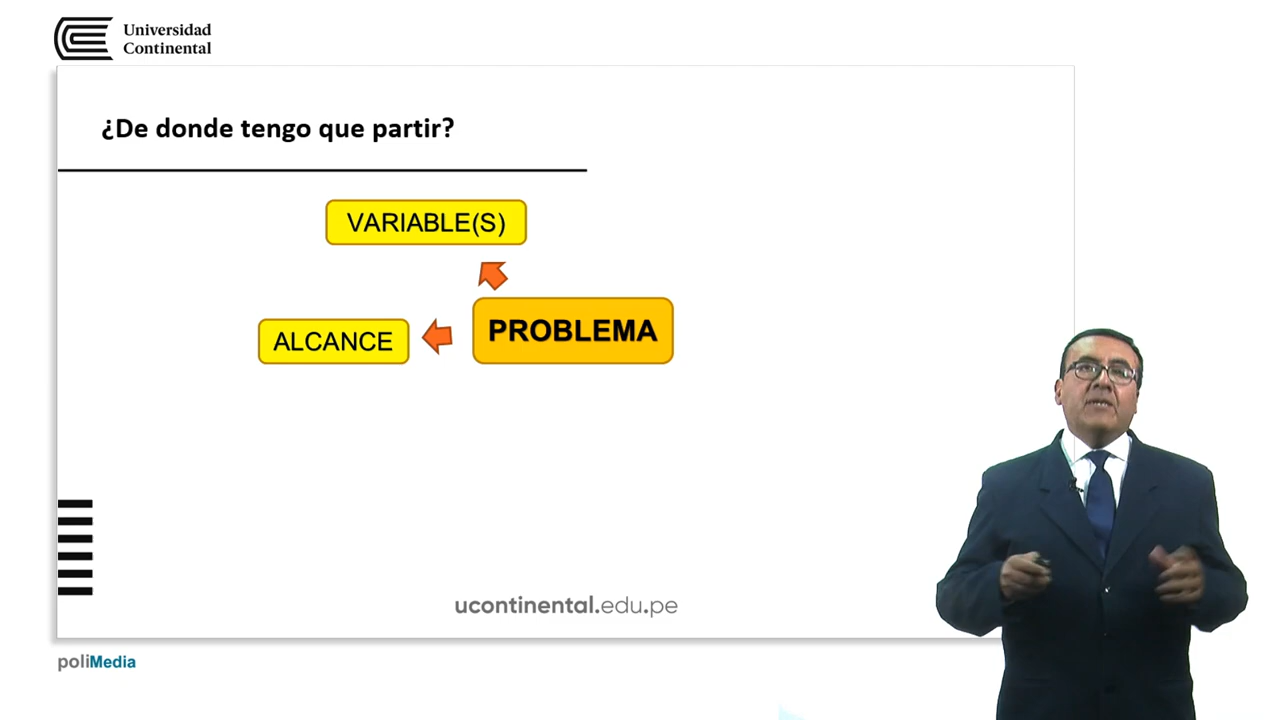 Universidad
Continental
¿De donde tengo que partir?
VARIABLE(S)
PROBLEMA
ALCANCE
ucontinental.edu.pe
poliMedia